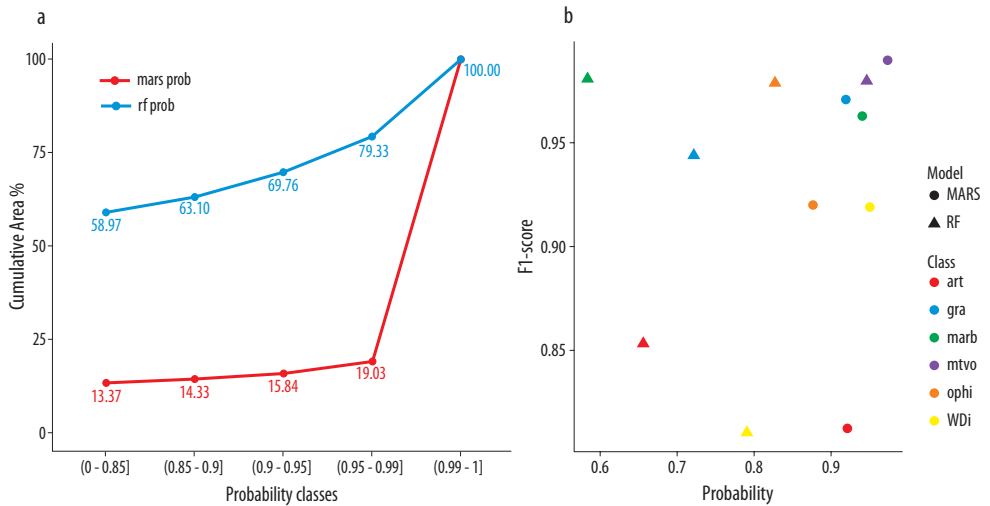 a
100
75
50
25
0
Cumulative Area %
mars prob
rf prob
100.00
79.33
69.76
63.10
58.97
19.03
15.84
14.33
13.37
(0 - 0.85]
(0.85 - 0.9]
(0.9 - 0.95]
(0.95 - 0.99]
(0.99 - 1]
Probability classes
b
0.95
0.90
0.85
F1-score
0.6
0.7
0.8
0.9
Probability
Model
MARS
RF
Class
art
gra
marb
mtvo
ophi
WDi